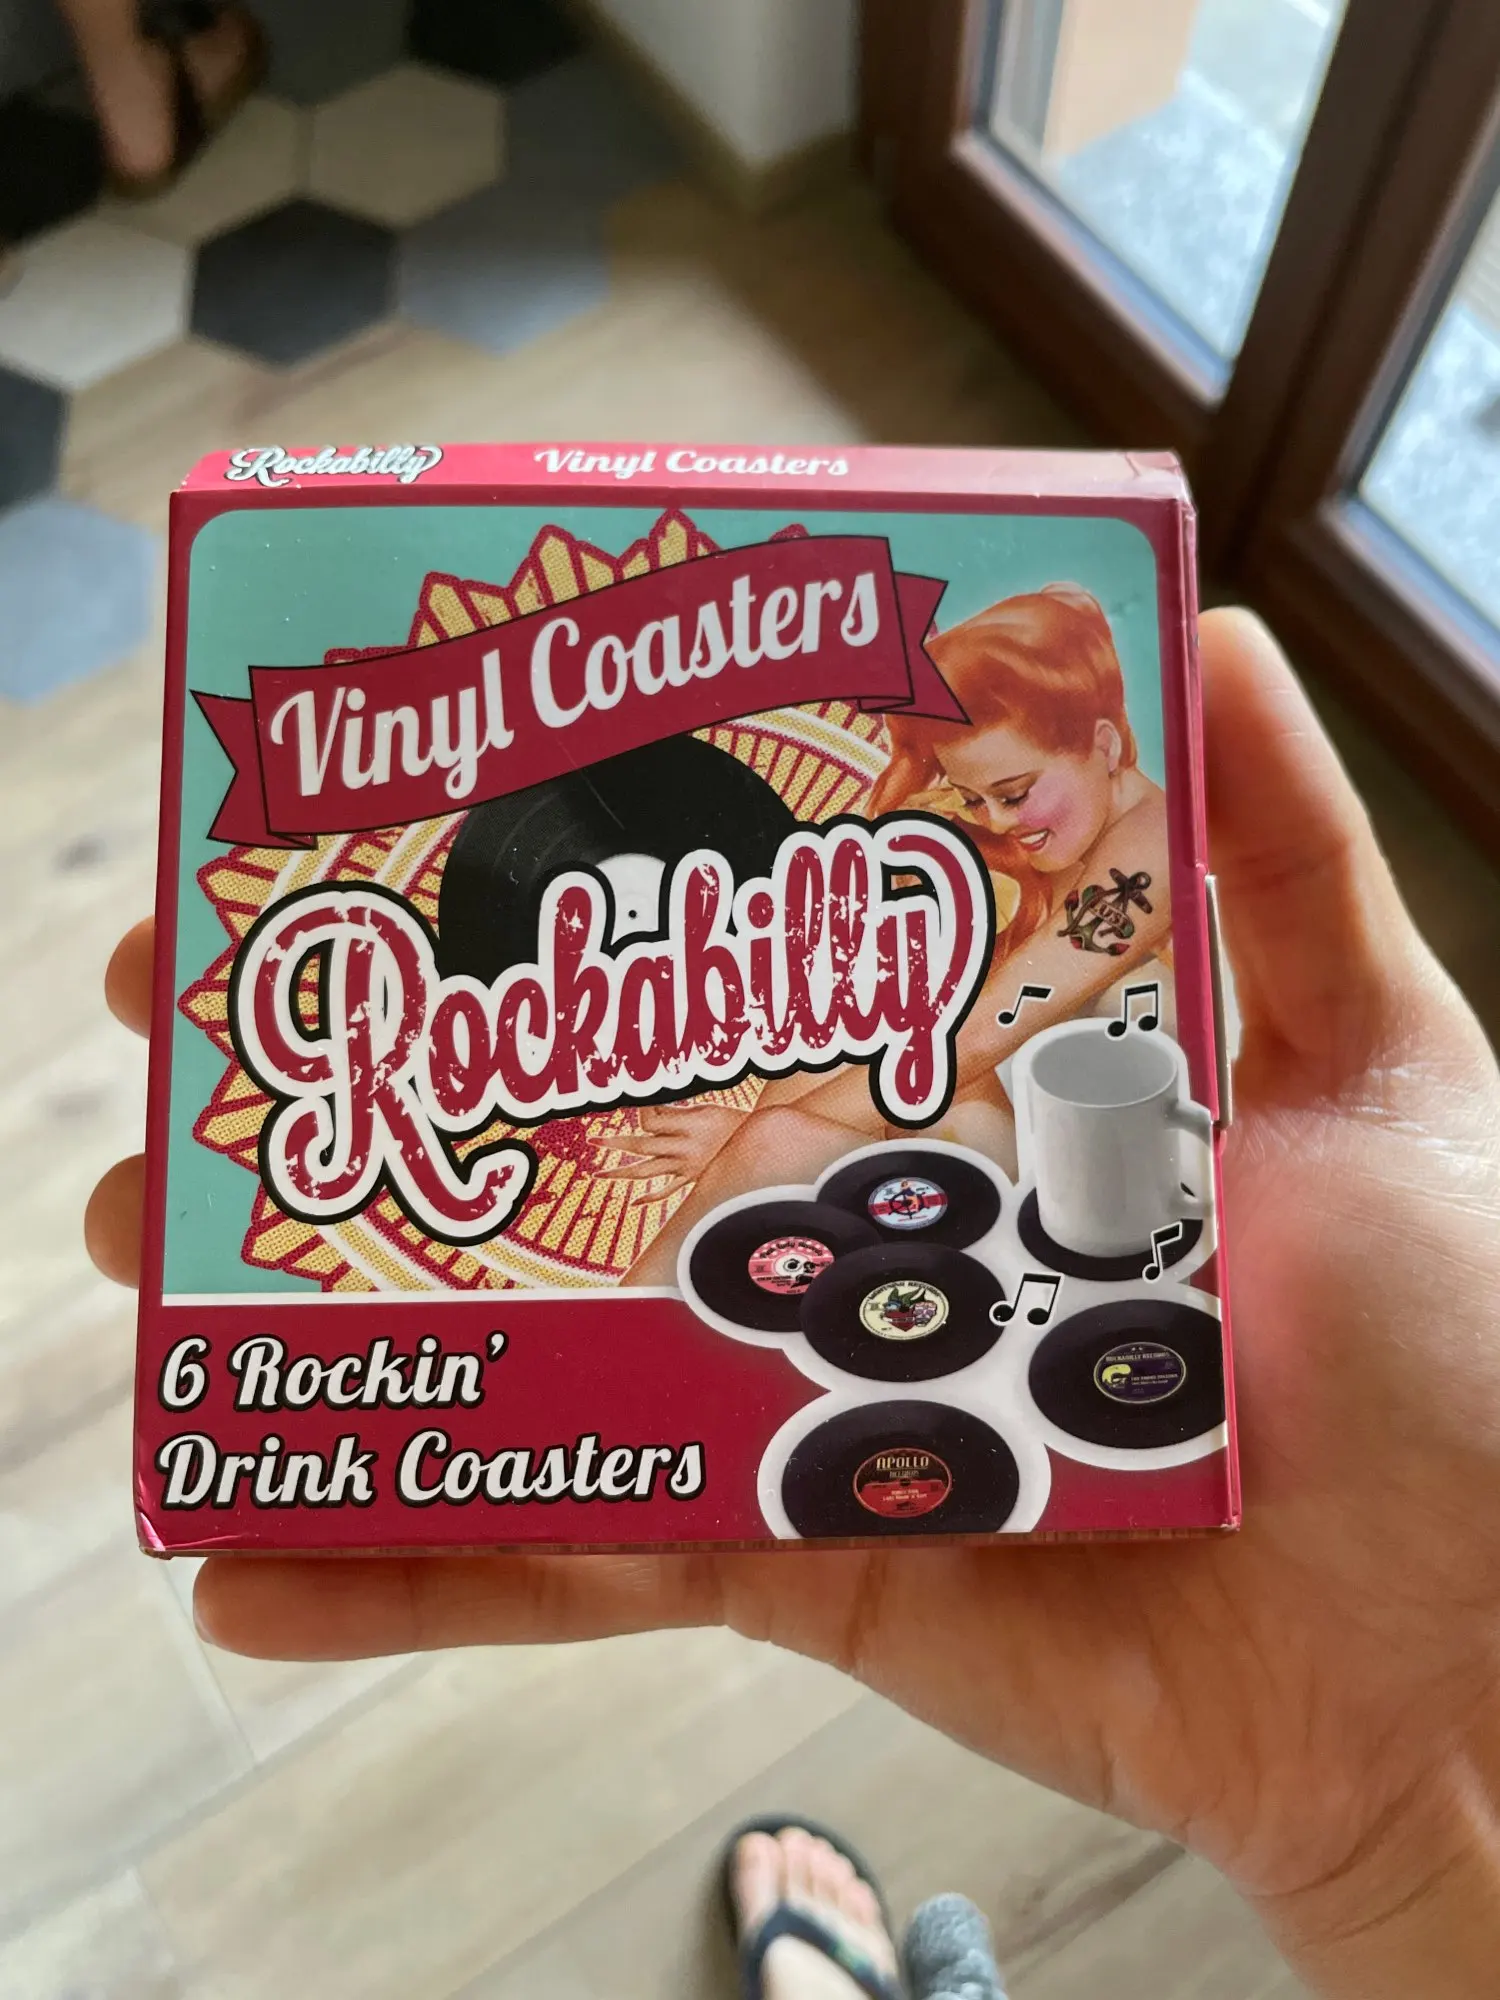 Rockabilly Vinyl Coasters
Vinyl Coasters
Rockabilly
6 Rockin'
Drink Coasters
APOLLO